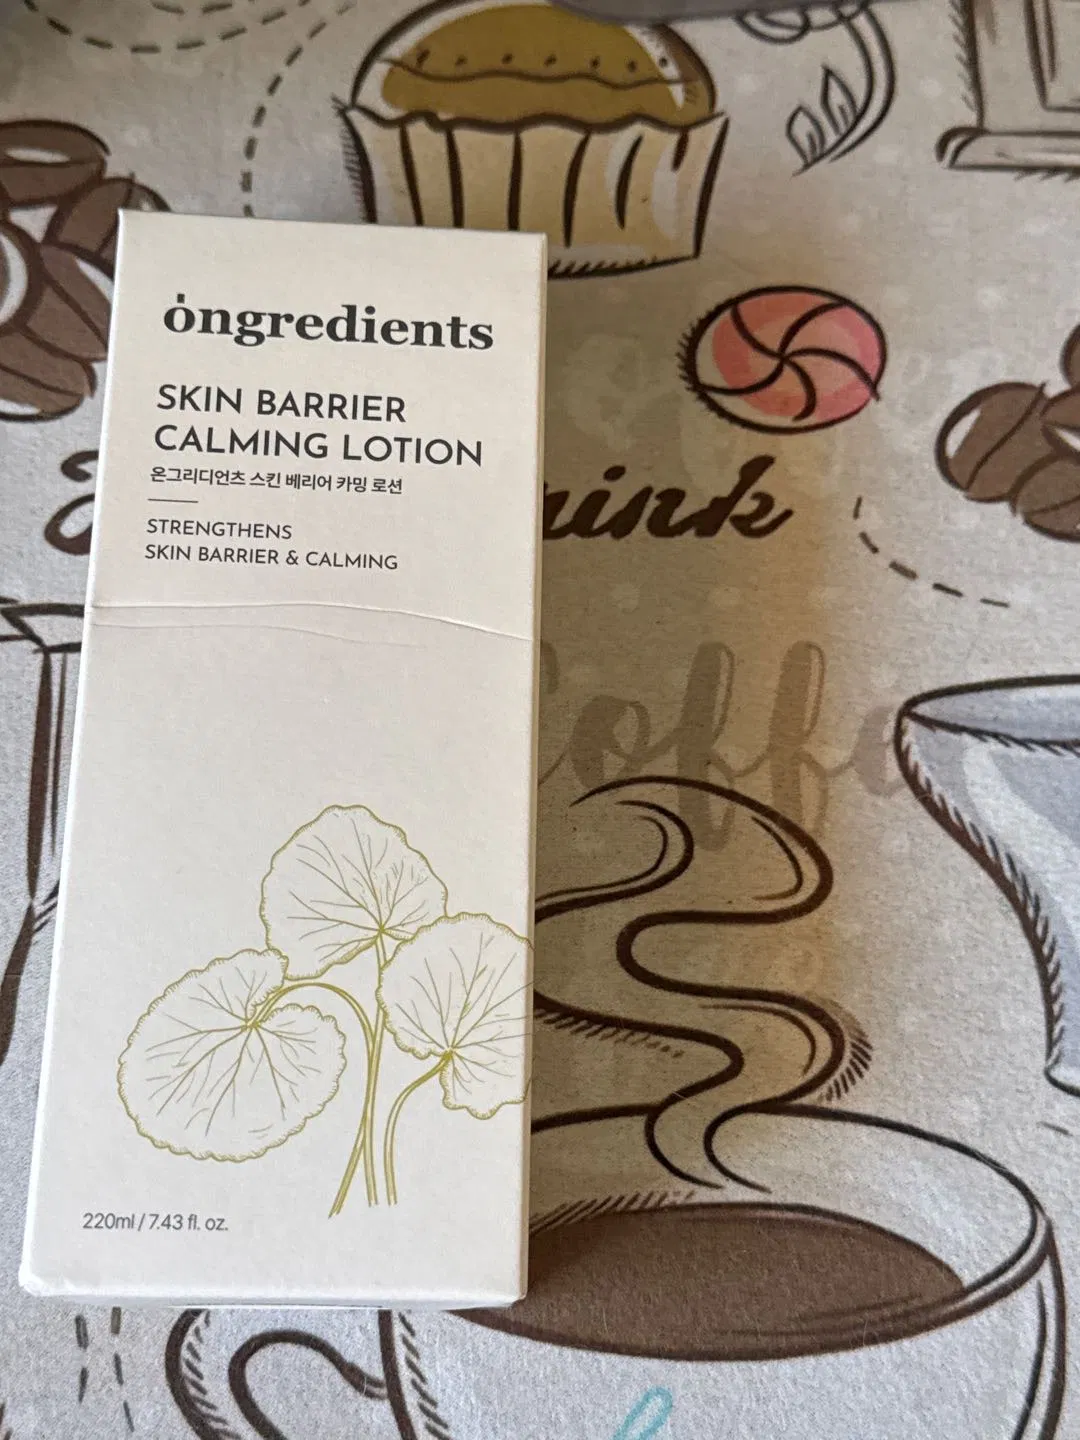 ongredients
SKIN BARRIER
CALMING LOTION
온그리디언츠 스킨 베리어 카밍 로션
STRENGTHENS
SKIN BARRIER & CALMING
220ml / 7.43 fl. oz.